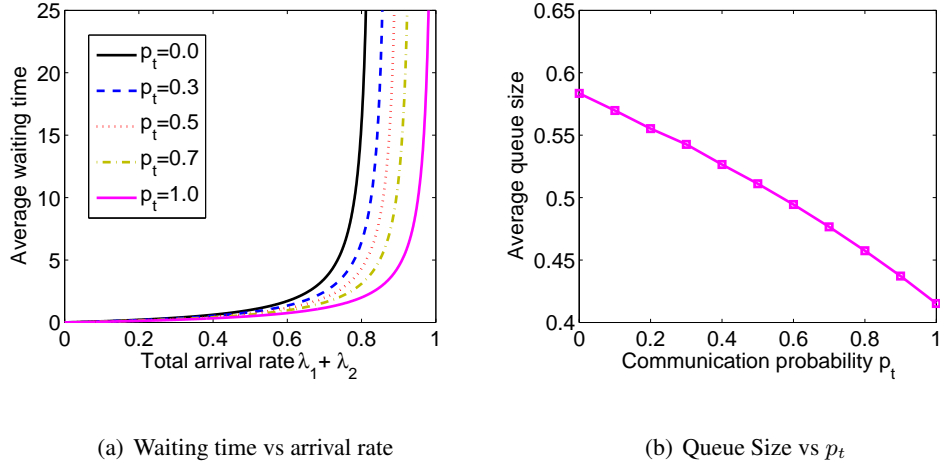 25
20
15
10
5
0
Average waiting time
p_t=0.0
p_t=0.3
p_t=0.5
p_t=0.7
p_t=1.0
0 0.2 0.4 0.6 0.8 1
Total arrival rate λ_1 + λ_2
(a) Waiting time vs arrival rate
0.65
0.6
0.55
0.5
0.45
0.4
Average queue size
0 0.2 0.4 0.6 0.8 1
Communication probability p_t
(b) Queue Size vs p_t